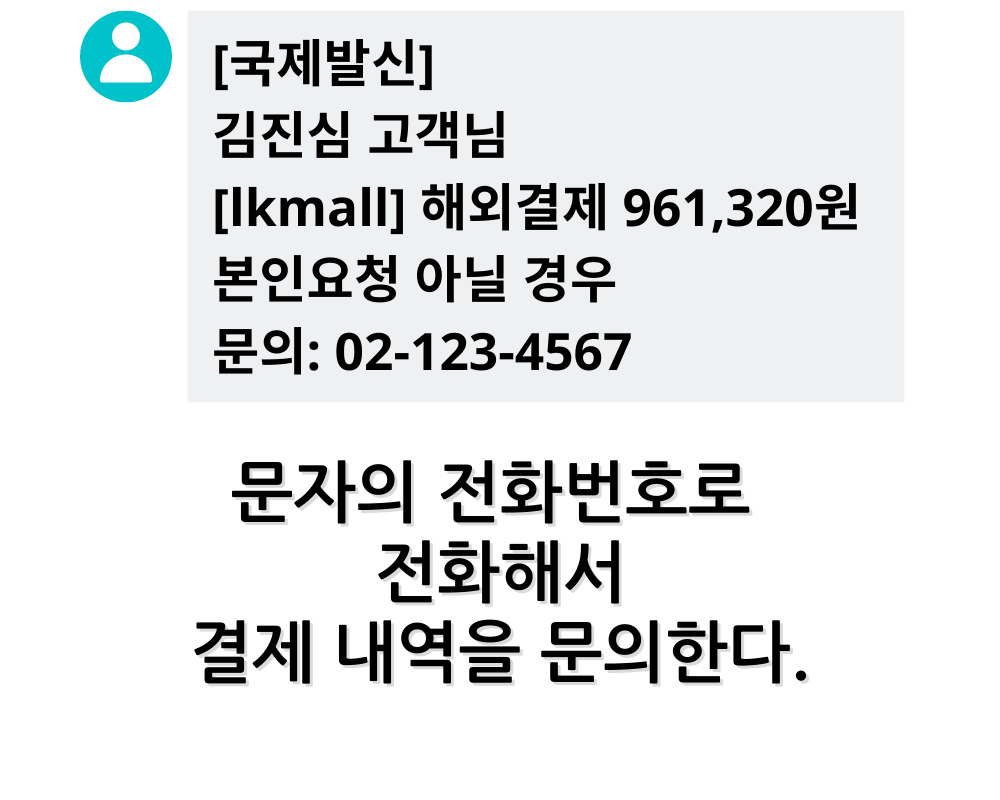 [국제발신]
김진심 고객님
[lkmall] 해외결제 961,320원
본인요청 아닐 경우
문의: 02-123-4567
문자의 전화번호로
전화해서
결제 내역을 문의한다.